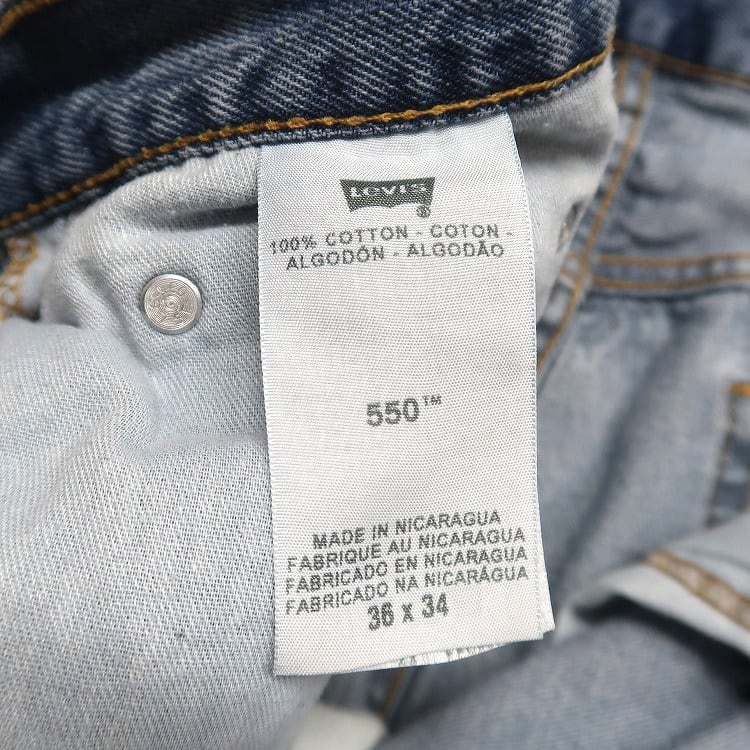 Levi's ®
100% COTTON - COTON -
ALGODÓN - ALGODÃO
550™
MADE IN NICARAGUA
FABRIQUE AU NICARAGUA
FABRICADO EN NICARAGUA
FABRICADO NA NICARÁGUA
36 x 34